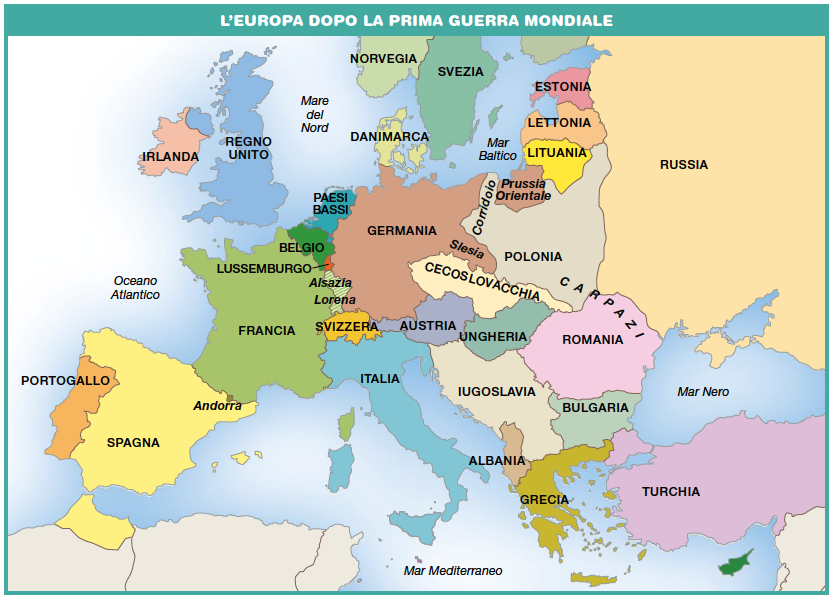 L'EUROPA DOPO LA PRIMA GUERRA MONDIALE
NORVEGIA
SVEZIA
ESTONIA
Mare
del
Nord
LETTONIA
DANIMARCA
REGNO
UNITO
IRLANDA
Mar
Baltico
LITUANIA
RUSSIA
Prussia
Orientale
PAESI
BASSI
Corridoio
GERMANIA
BELGIO
Slesia
POLONIA
LUSSEMBURGO
CECOSLOVACCHIA
CARPAZI
Oceano
Atlantico
Alsazia
Lorena
FRANCIA
SVIZZERA
AUSTRIA
UNGHERIA
ROMANIA
ITALIA
PORTOGALLO
IUGOSLAVIA
Mar Nero
Andorra
BULGARIA
SPAGNA
ALBANIA
GRECIA
TURCHIA
Mar Mediterraneo